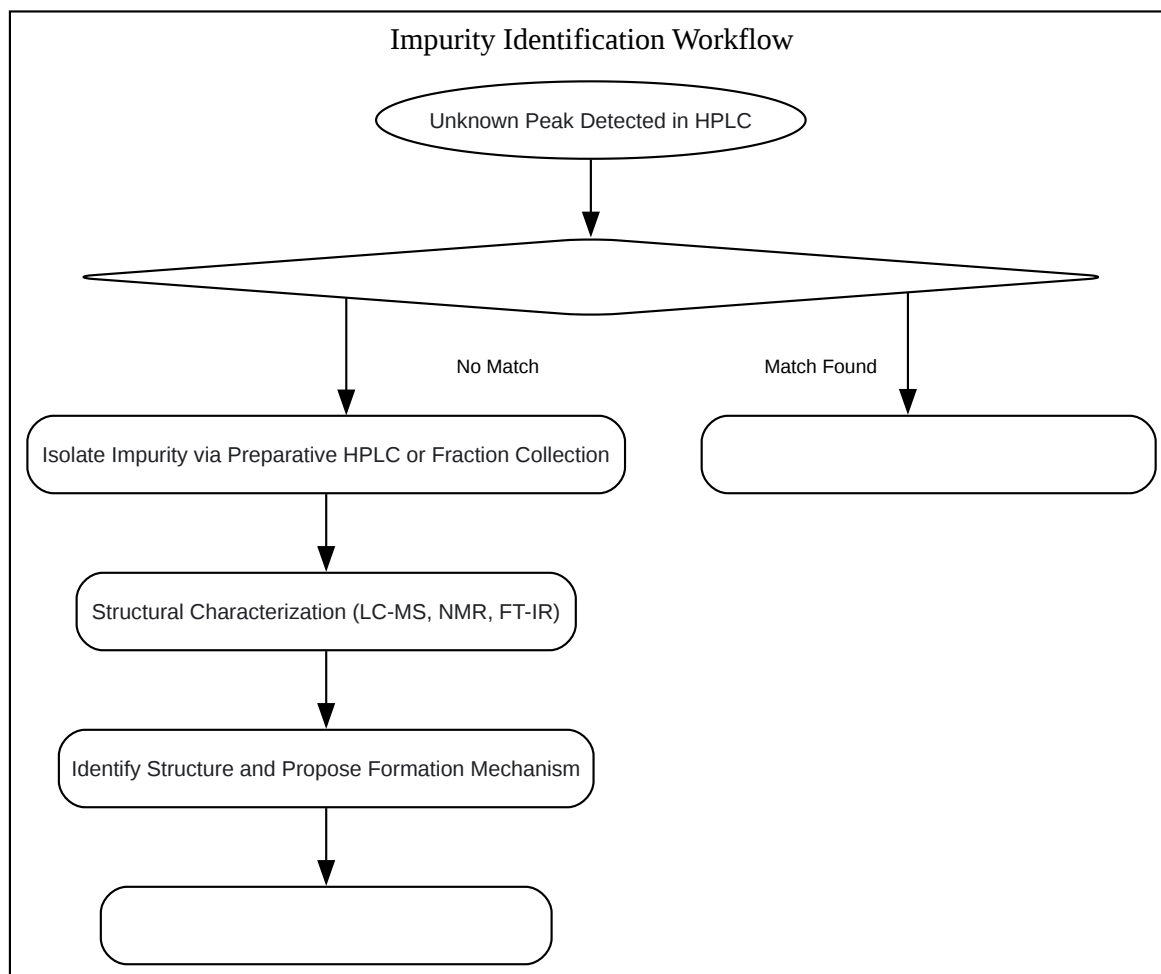 Impurity Identification Workflow
Unknown Peak Detected in HPLC
No Match
Match Found
Isolate Impurity via Preparative HPLC or Fraction Collection
Structural Characterization (LC-MS, NMR, FT-IR)
Identify Structure and Propose Formation Mechanism